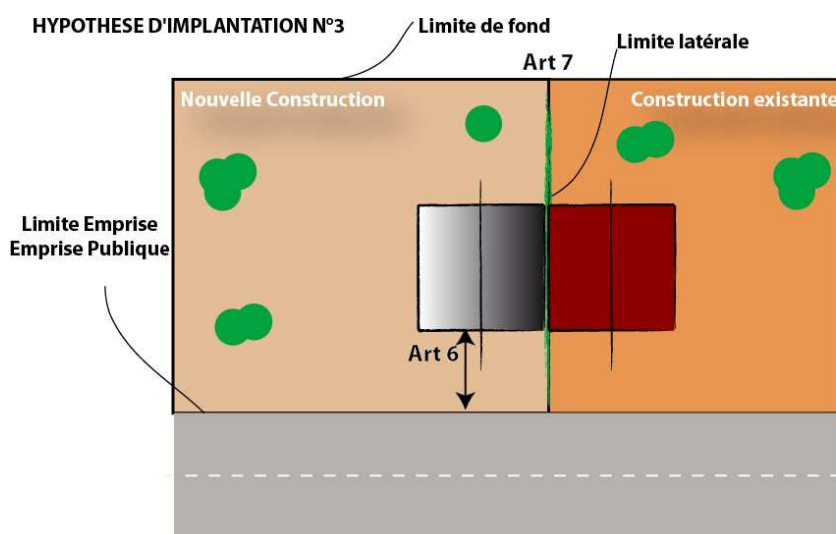 HYPOTHESE D'IMPLANTATION N°3
Limite de fond
Limite latérale
Art 7
Nouvelle Construction
Construction existante
Limite Emprise
Emprise Publique
Art 6